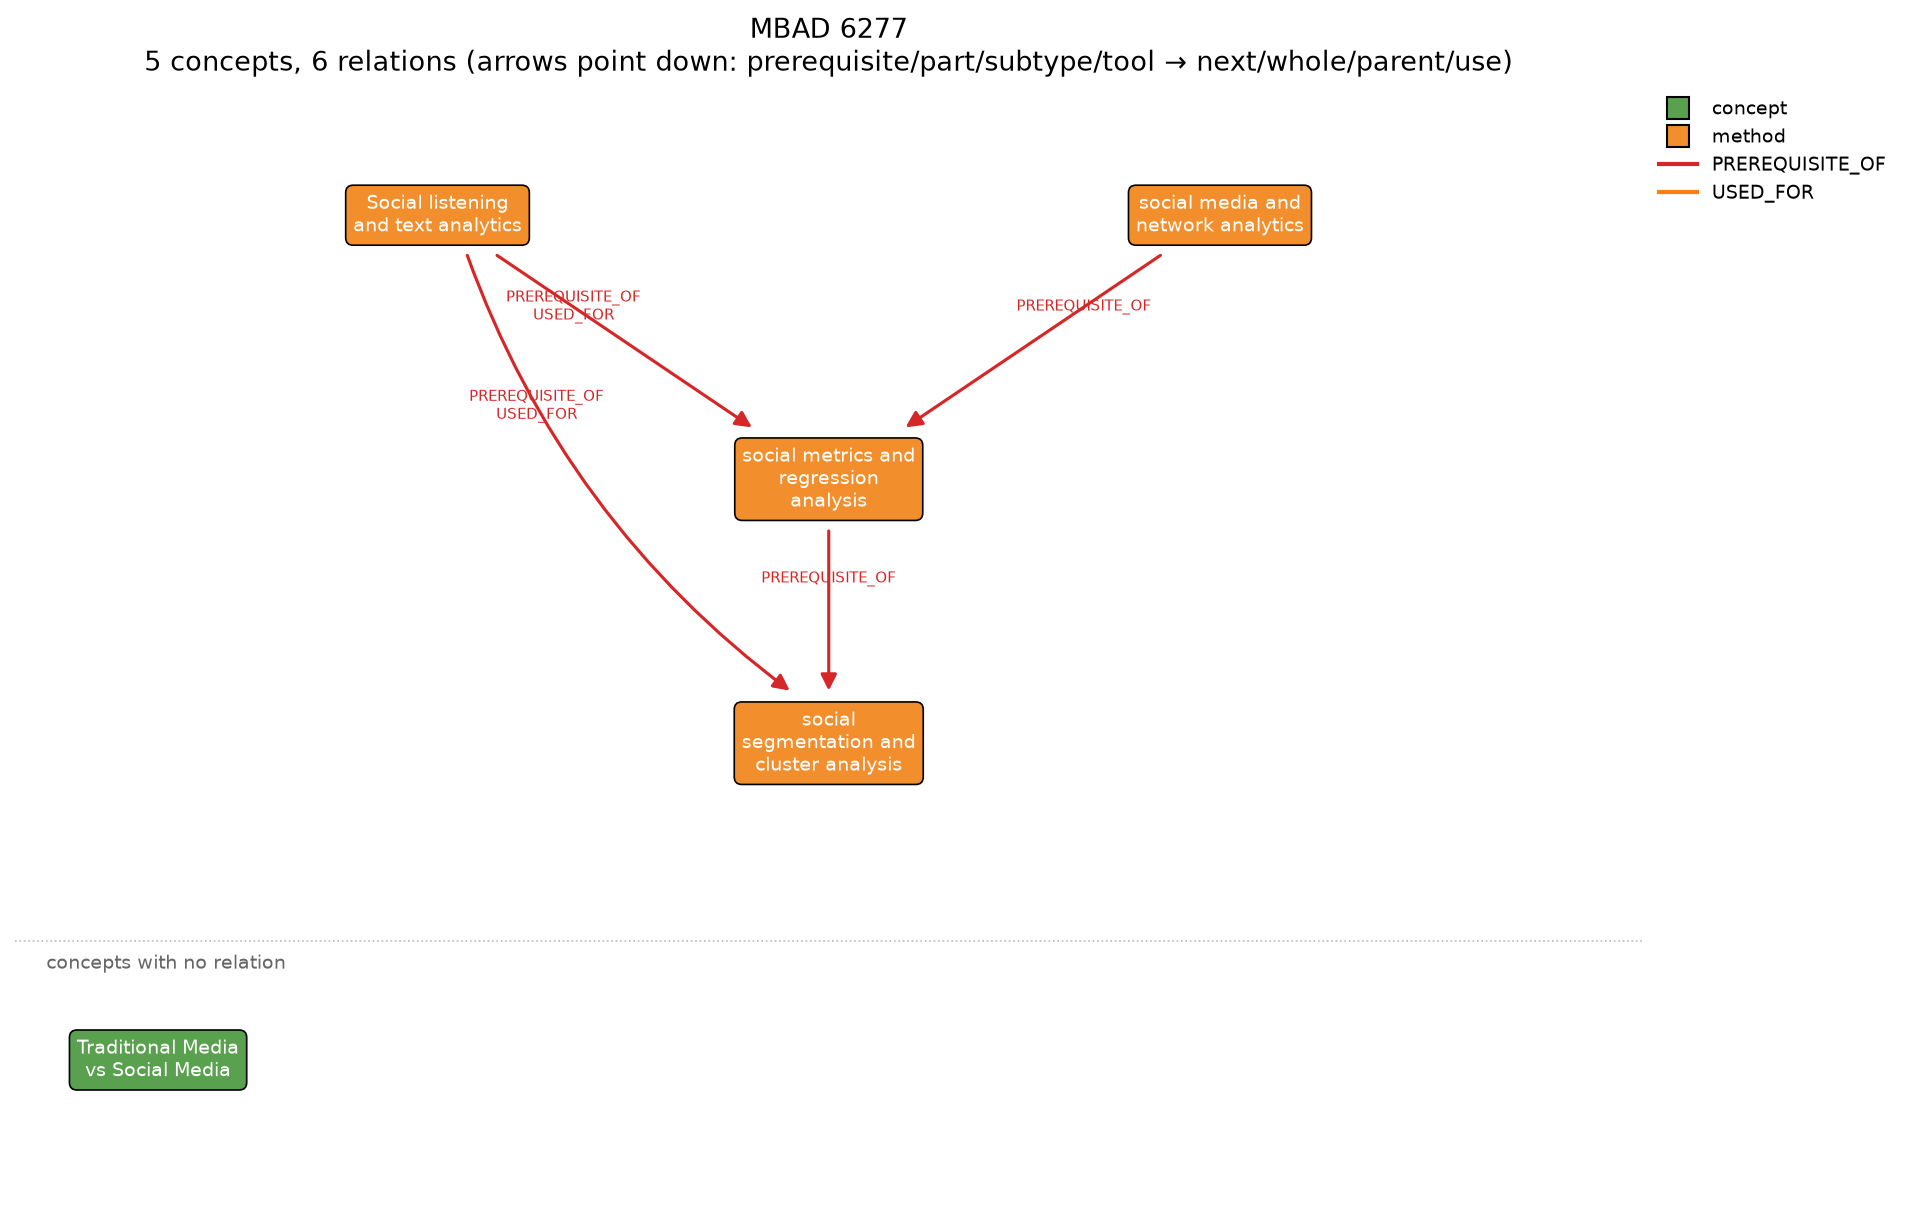 MBAD 6277
5 concepts, 6 relations (arrows point down: prerequisite/part/subtype/tool → next/whole/parent/use)
concept
method
PREREQUISITE_OF
USED_FOR
Social listening
and text analytics
social media and
network analytics
PREREQUISITE_OF
USED_FOR
PREREQUISITE_OF
PREREQUISITE_OF
USED_FOR
social metrics and
regression
analysis
PREREQUISITE_OF
social
segmentation and
cluster analysis
concepts with no relation
Traditional Media
vs Social Media